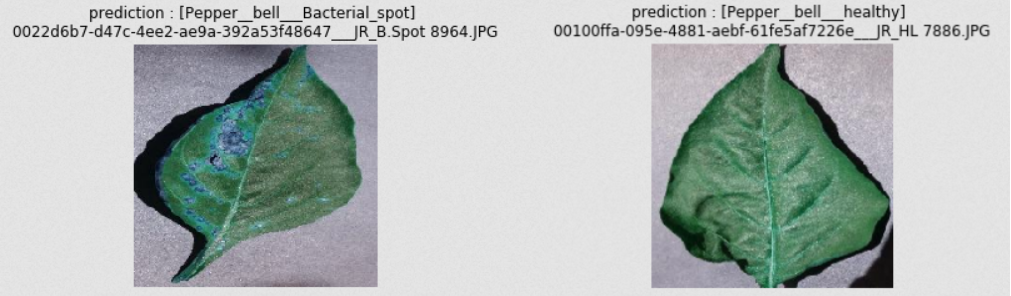 prediction : [Pepper__bell___Bacterial_spot]
0022d6b7-d47c-4ee2-ae9a-392a53f48647___JR_B.Spot 8964.JPG
prediction : [Pepper__bell___healthy]
00100ffa-095e-4881-aebf-61fe5af7226e___JR_HL 7886.JPG